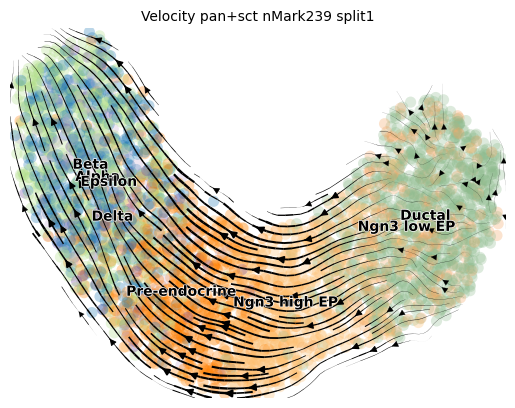 Velocity pan+sct nMark239 split1
Beta
Alpha
Epsilon
Delta
Ductal
Ngn3 low EP
Pre-endocrine
Ngn3 high EP